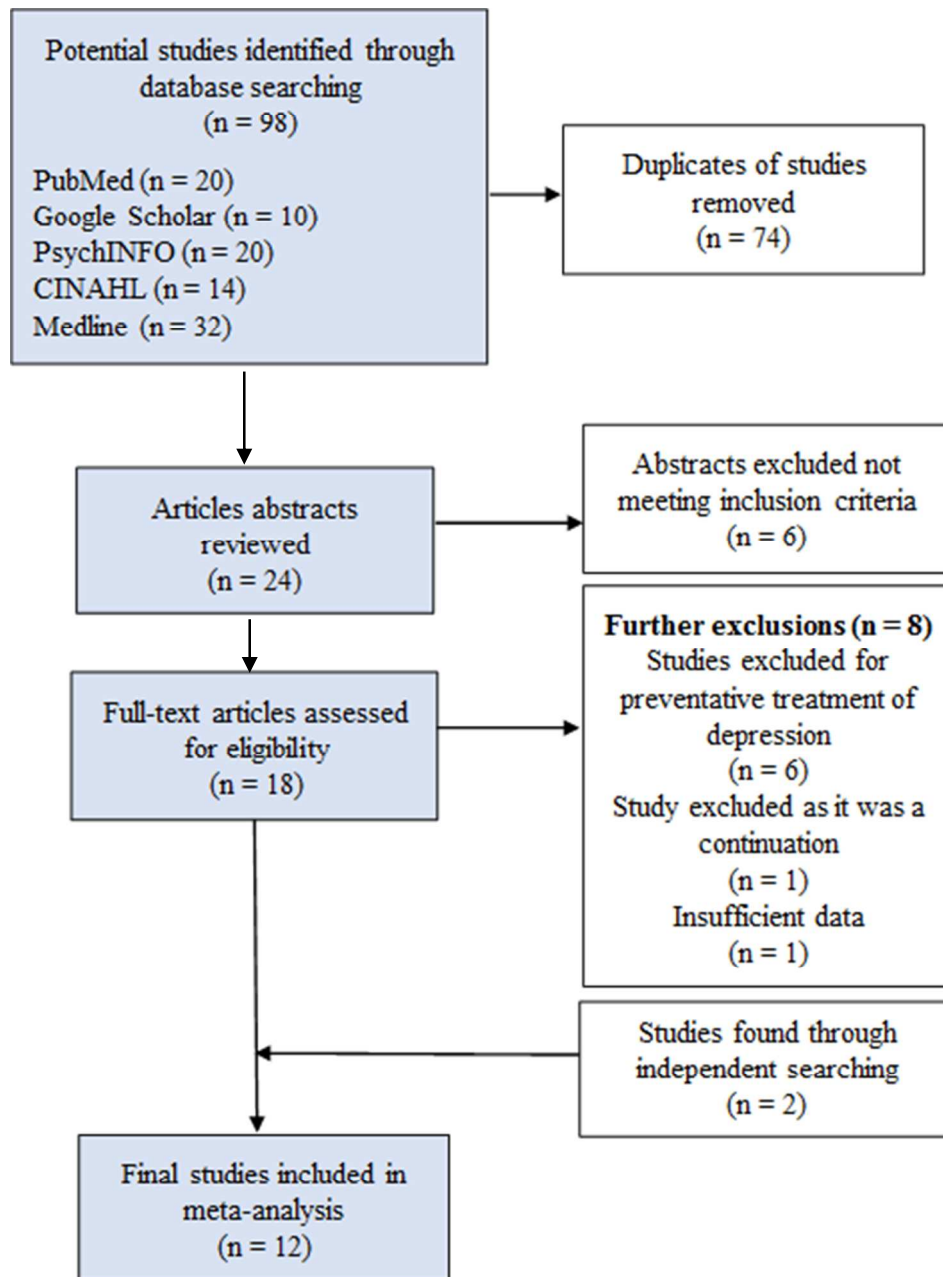 Potential studies identified through
database searching
(n = 98)
PubMed (n = 20)
Google Scholar (n = 10)
PsychINFO (n = 20)
CINAHL (n = 14)
Medline (n = 32)
Duplicates of studies
removed
(n = 74)
Articles abstracts
reviewed
(n = 24)
Abstracts excluded not
meeting inclusion criteria
(n = 6)
Full-text articles assessed
for eligibility
(n = 18)
Further exclusions (n = 8)
Studies excluded for
preventative treatment of
depression
(n = 6)
Study excluded as it was a
continuation
(n = 1)
Insufficient data
(n = 1)
Studies found through
independent searching
(n = 2)
Final studies included in
meta-analysis
(n = 12)